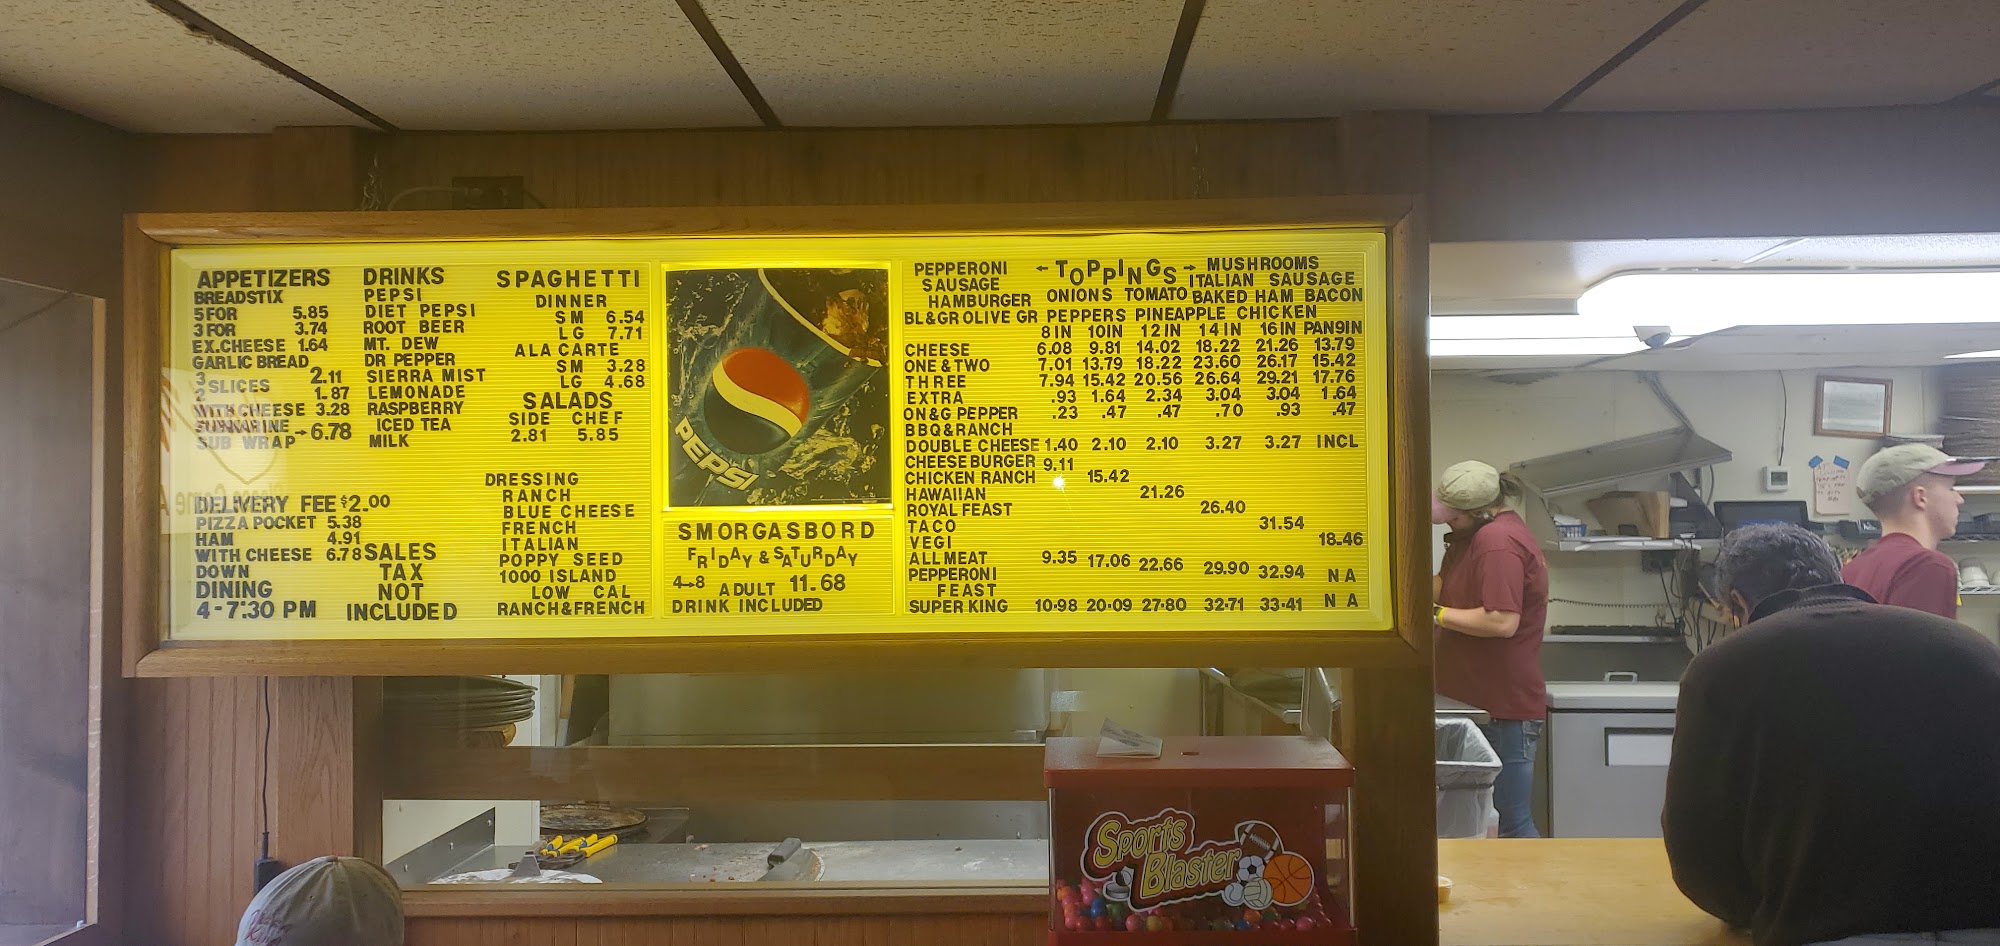 APPETIZERS
BREADSTIX
5 FOR 5.85
3 FOR 3.74
EX.CHEESE 1.64
GARLIC BREAD
3 SLICES 2.11
2 1.87
WITH CHEESE 3.28
SUBMARINE → 6.78
SUB WRAP
DELIVERY FEE $2.00
PIZZA POCKET 5.38
HAM 4.91
WITH CHEESE 6.78
DOWN
DINING
4-7:30 PM
DRINKS
PEPSI
DIET PEPSI
ROOT BEER
MT. DEW
DR PEPPER
SIERRA MIST
LEMONADE
RASPBERRY
ICED TEA
MILK
SALES
TAX
NOT
INCLUDED
SPAGHETTI
DINNER
SM 6.54
LG 7.71
ALA CARTE
SM 3.28
LG 4.68
SALADS
SIDE CHEF
2.81 5.85
DRESSING
RANCH
BLUE CHEESE
FRENCH
ITALIAN
POPPY SEED
1000 ISLAND
LOW CAL
RANCH&FRENCH
PEPSI
SMORGASBORD
FRIDAY & SATURDAY
4→8 ADULT 11.68
DRINK INCLUDED
PEPPERONI ← TOPPINGS → MUSHROOMS
SAUSAGE ITALIAN SAUSAGE
HAMBURGER ONIONS TOMATO BAKED HAM BACON
BL&GR OLIVE GR PEPPERS PINEAPPLE CHICKEN
8IN 10IN 12IN 14IN 16IN PAN9IN
CHEESE 6.08 9.81 14.02 18.22 21.26 13.79
ONE&TWO 7.01 13.79 18.22 23.60 26.17 15.42
THREE 7.94 15.42 20.56 26.64 29.21 17.76
EXTRA .93 1.64 2.34 3.04 3.04 1.64
ON&G PEPPER .23 .47 .47 .70 .93 .47
BBQ&RANCH
DOUBLE CHEESE 1.40 2.10 2.10 3.27 3.27 INCL
CHEESEBURGER 9.11
CHICKEN RANCH 15.42
HAWAIIAN 21.26
ROYAL FEAST 26.40
TACO 31.54
VEGI 18.46
ALL MEAT 9.35 17.06 22.66 29.90 32.94 NA
PEPPERONI
FEAST
SUPER KING 10.98 20.09 27.80 32.71 33.41 NA
Sports
Blaster